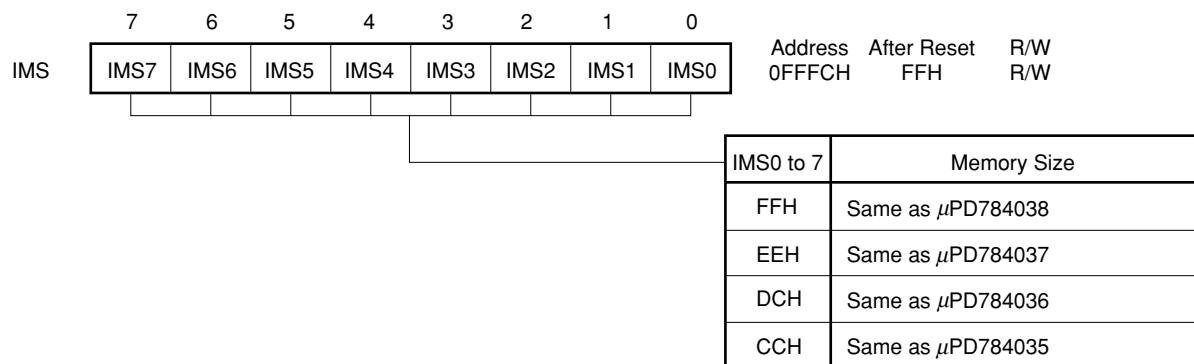 7 6 5 4 3 2 1 0
Address After Reset R/W
IMS IMS7 IMS6 IMS5 IMS4 IMS3 IMS2 IMS1 IMS0 0FFFCH FFH R/W
IMS0 to 7 Memory Size
FFH Same as µPD784038
EEH Same as µPD784037
DCH Same as µPD784036
CCH Same as µPD784035